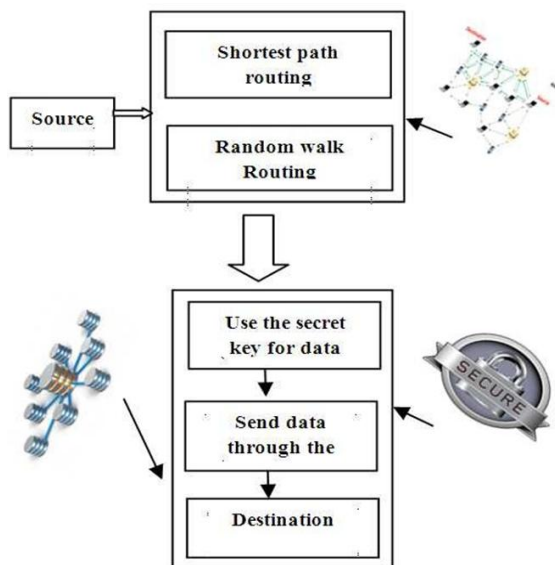 Shortest path
routing
Source
Random walk
Routing
Use the secret
key for data
SECURE
Send data
through the
Destination